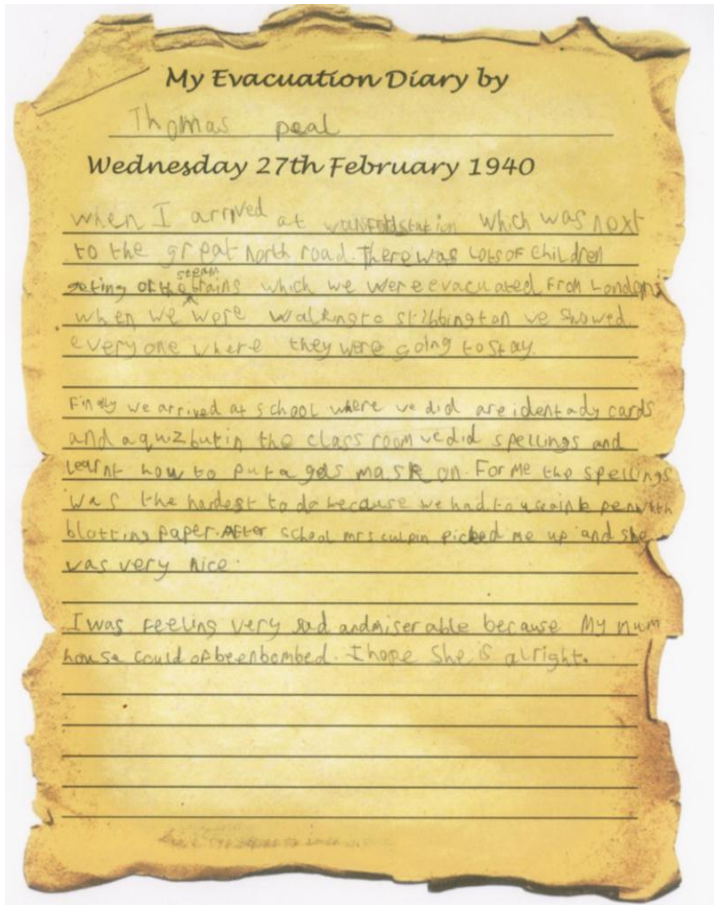 My Evacuation Diary by
Thomas peal
Wednesday 27th February 1940
when I arrived at wansfordstation which was next
to the great north road. There was lots of children
geting of the steam trains which we were evacuated from London
when we were walking to stibbington we showed
everyone where they were going to stay.
Finaly we arrived at school where we did are identady cards
and a quiz but in the class room we did spellings and
learnt how to put a gas mask on. For me the spellings
was the hardest to do because we had to use ink pen with
blotting paper. After school mrs culpin picked me up and she
was very nice.
I was feeling very sad and miserable because My mum
house could of been bombed. I hope she is alright.